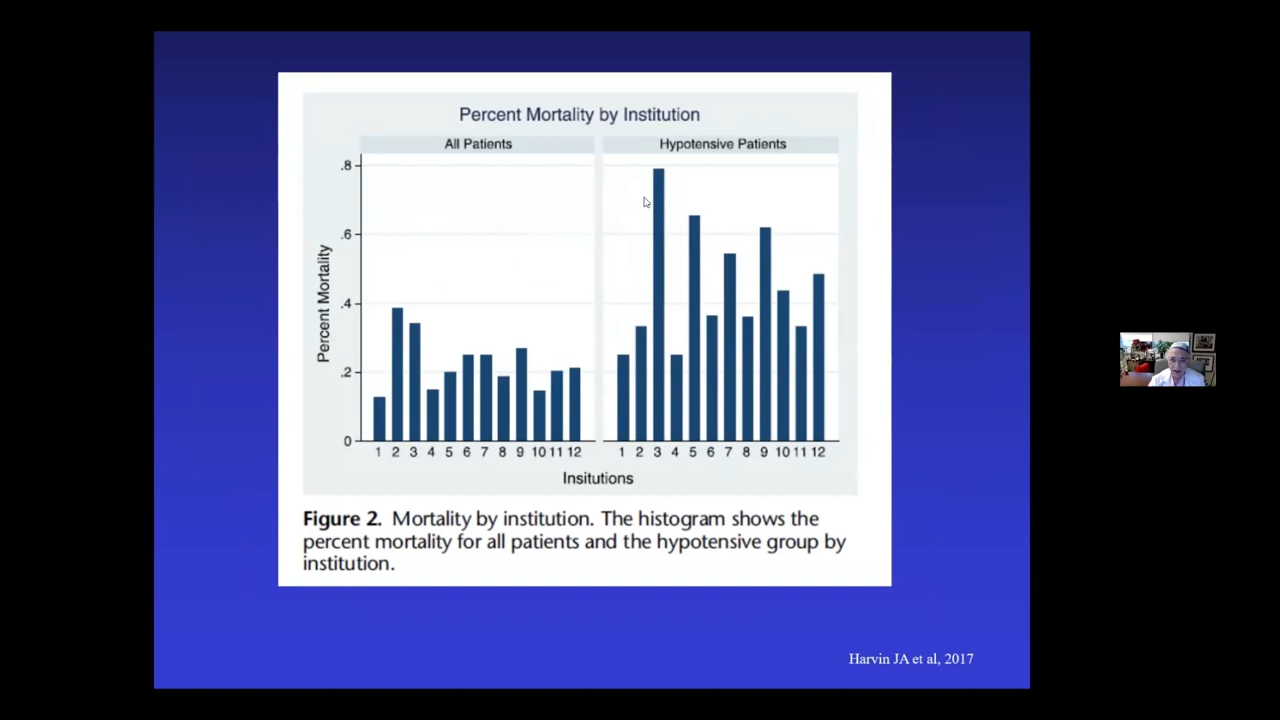 Percent Mortality by Institution
All Patients
Hypotensive Patients
.8
.6
.4
.2
0
Percent Mortality
1 2 3 4 5 6 7 8 9 10 11 12
1 2 3 4 5 6 7 8 9 10 11 12
Insitutions
Figure 2. Mortality by institution. The histogram shows the
percent mortality for all patients and the hypotensive group by
institution.
Harvin JA et al, 2017